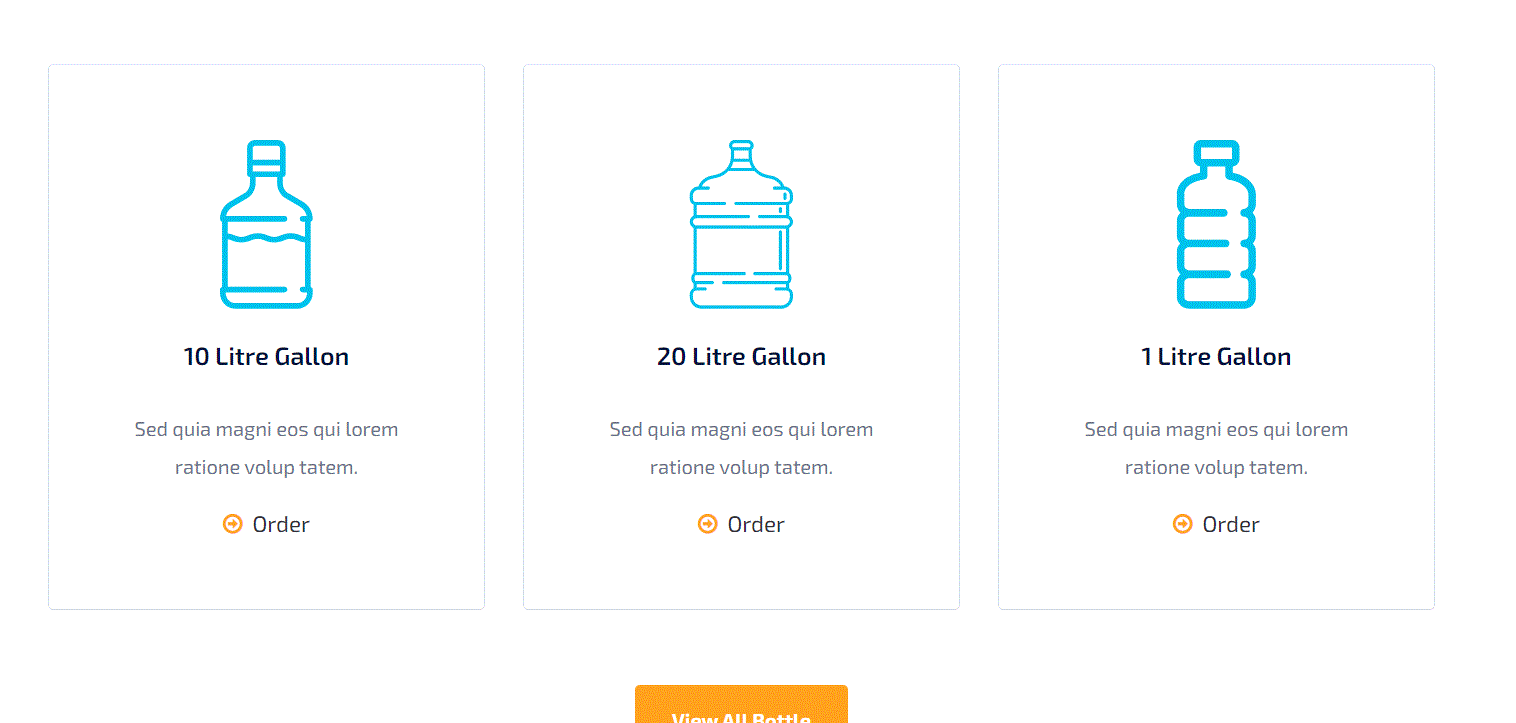 10 Litre Gallon
Sed quia magni eos qui lorem
ratione volup tatem.
Order
20 Litre Gallon
Sed quia magni eos qui lorem
ratione volup tatem.
Order
1 Litre Gallon
Sed quia magni eos qui lorem
ratione volup tatem.
Order
View All Bottle